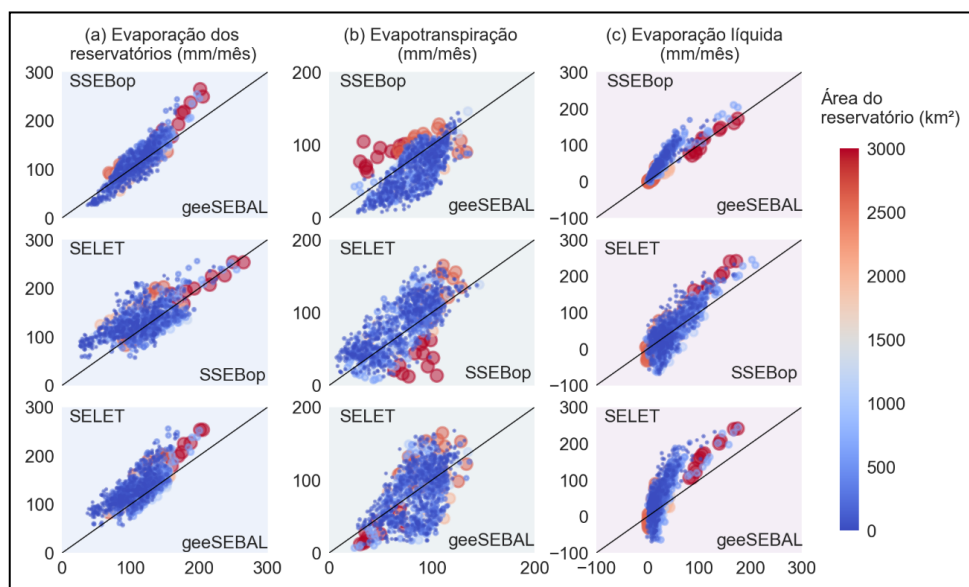 (a) Evaporação dos
reservatórios (mm/mês)
(b) Evapotranspiração
(mm/mês)
(c) Evaporação líquida
(mm/mês)
300
200
100
0
SSEBop
geeSEBAL
200
100
0
SSEBop
geeSEBAL
300
200
100
0
−100
SSEBop
geeSEBAL
300
200
100
0
SELET
SSEBop
200
100
0
SELET
SSEBop
300
200
100
0
−100
SELET
SSEBop
300
200
100
0
SELET
geeSEBAL
0
100
200
300
200
100
0
SELET
geeSEBAL
0
100
200
300
200
100
0
−100
SELET
geeSEBAL
−100
0
100
200
300
Área do
reservatório (km²)
3000
2500
2000
1500
1000
500
0